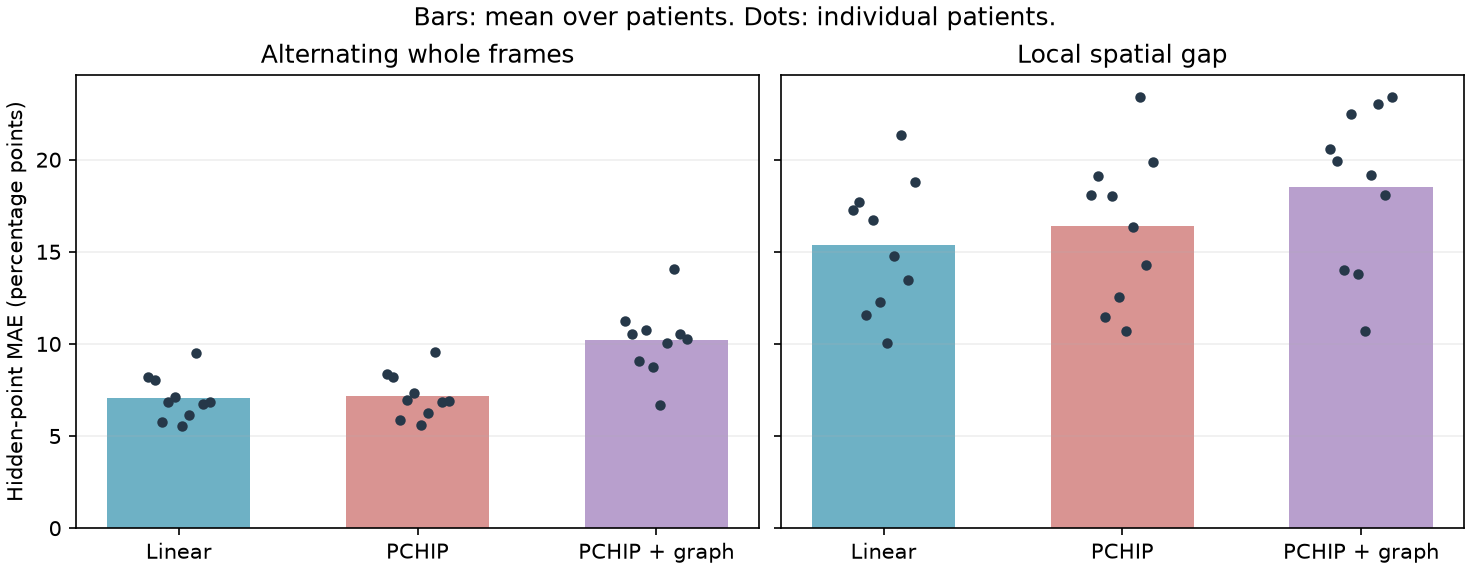 Bars: mean over patients. Dots: individual patients.
Alternating whole frames
Local spatial gap
Hidden-point MAE (percentage points)
20
15
10
5
0
Linear
PCHIP
PCHIP + graph
Linear
PCHIP
PCHIP + graph